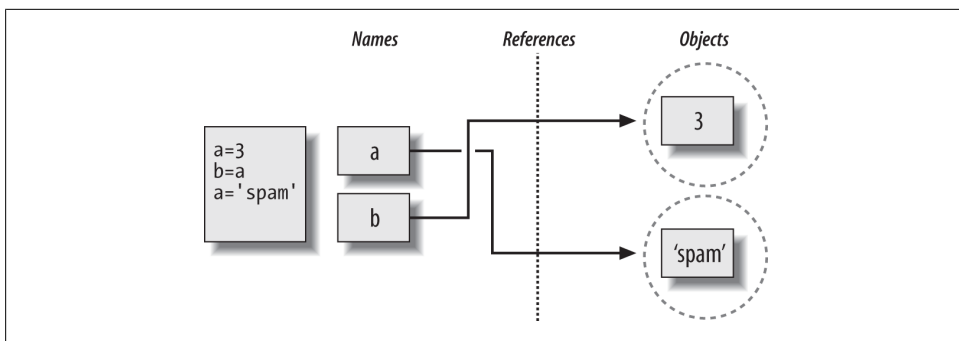 Names References Objects
a=3
b=a
a='spam'
a
b
3
'spam'